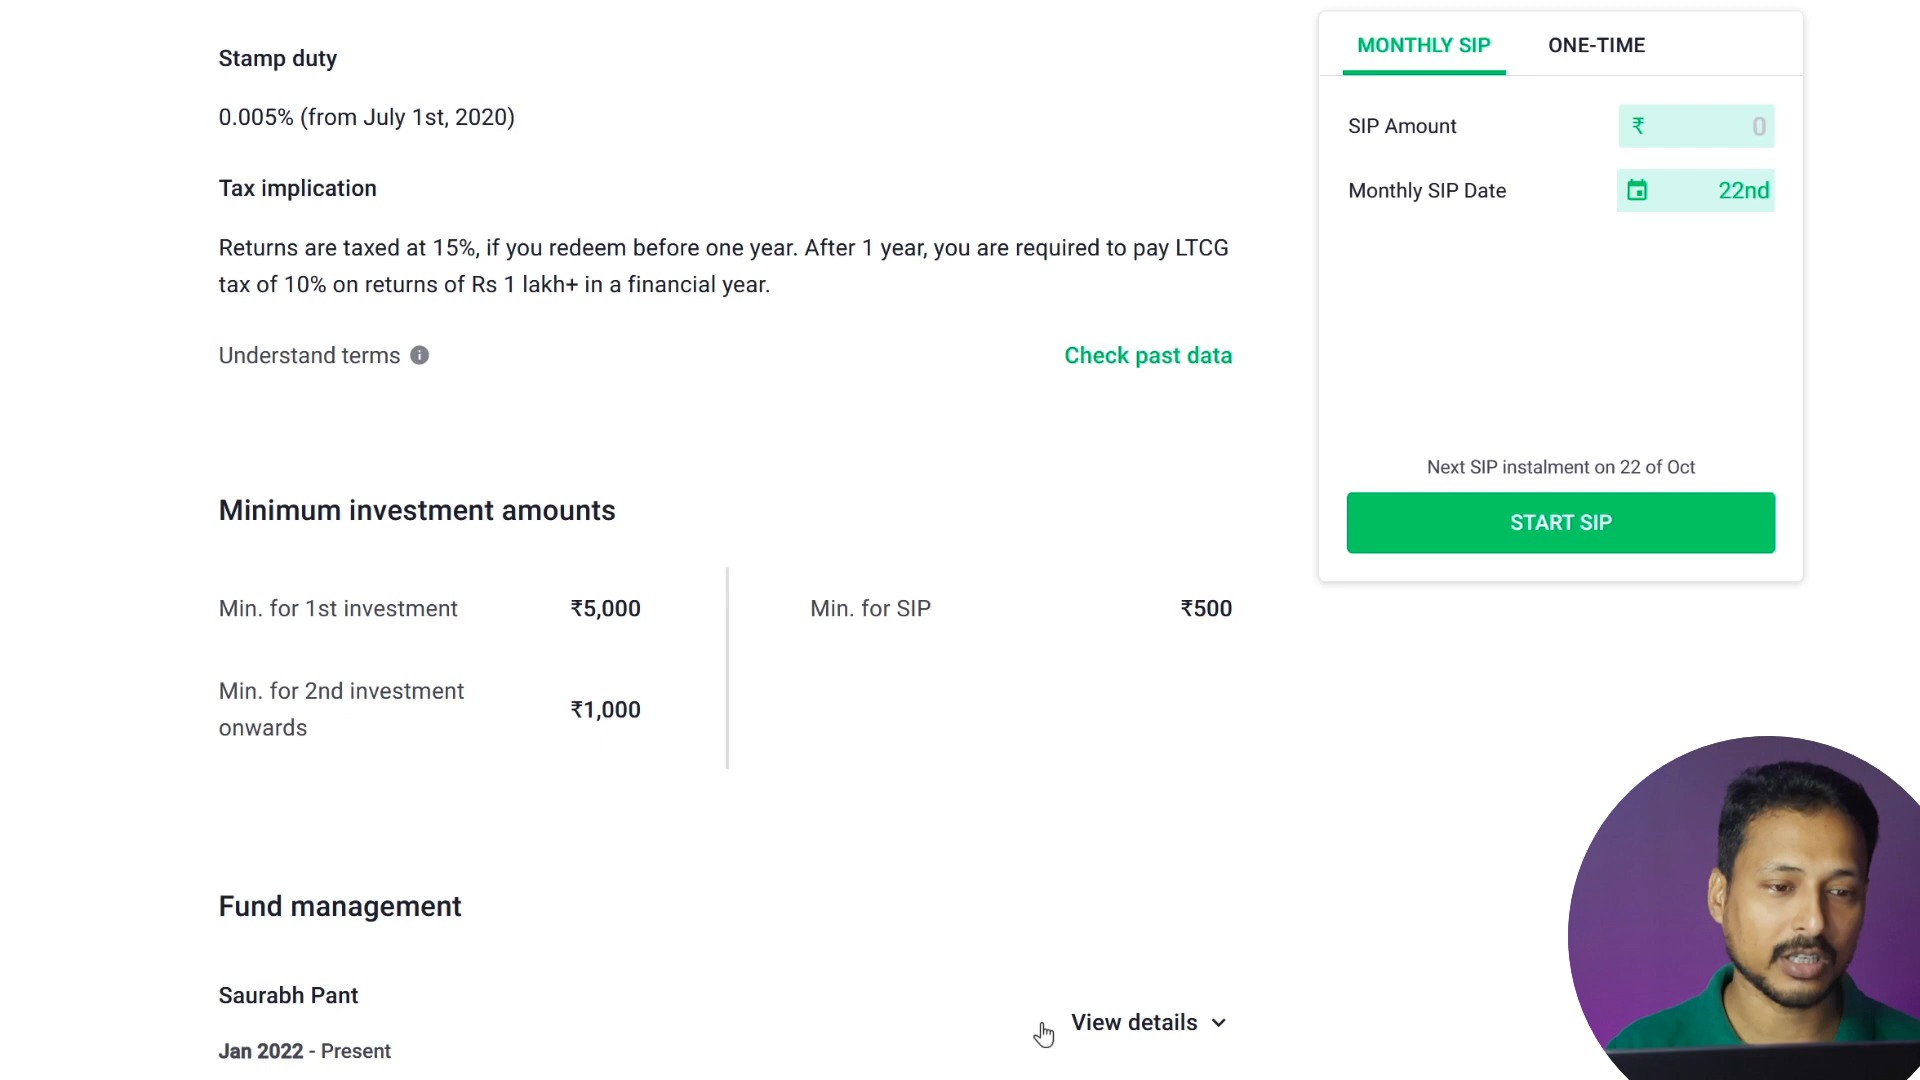 Stamp duty
0.005% (from July 1st, 2020)
Tax implication
Returns are taxed at 15%, if you redeem before one year. After 1 year, you are required to pay LTCG
tax of 10% on returns of Rs 1 lakh+ in a financial year.
Understand terms
Check past data
Minimum investment amounts
Min. for 1st investment ₹5,000
Min. for SIP ₹500
Min. for 2nd investment
onwards
₹1,000
Fund management
Saurabh Pant
Jan 2022 - Present
View details
MONTHLY SIP ONE-TIME
SIP Amount ₹ 0
Monthly SIP Date 22nd
Next SIP instalment on 22 of Oct
START SIP